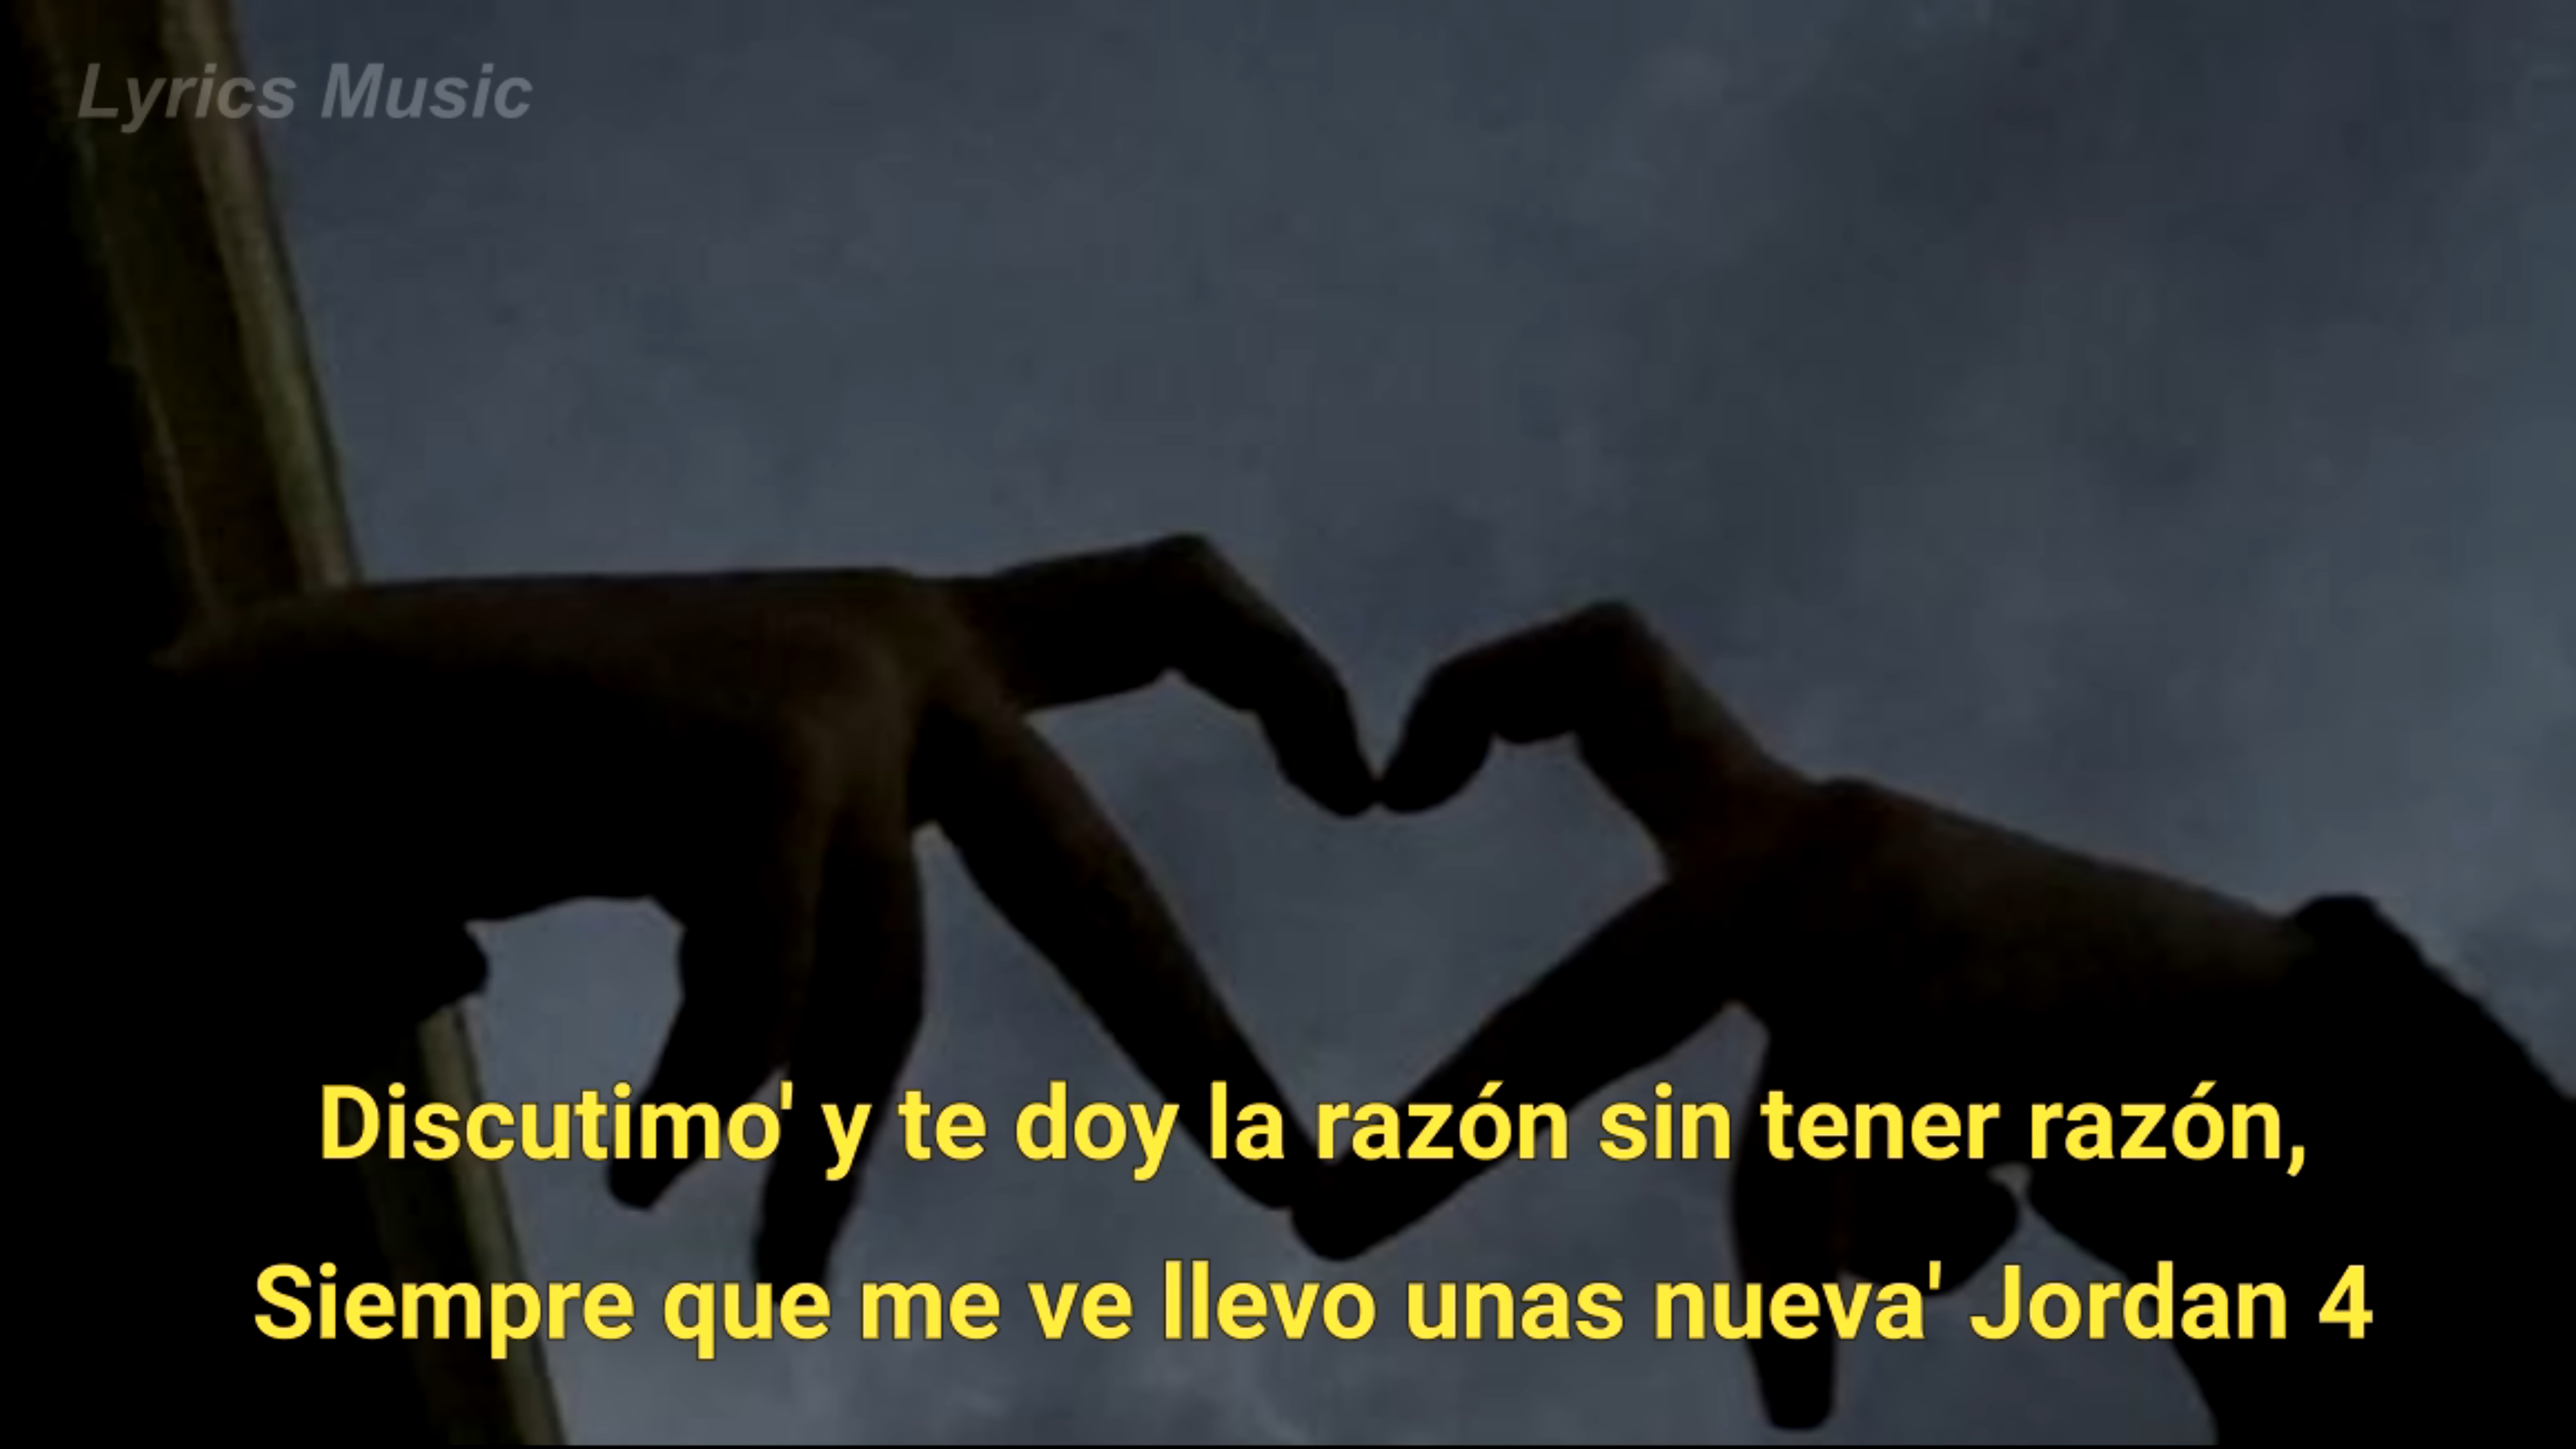 Lyrics Music
Discutimo' y te doy la razón sin tener razón,
Siempre que me ve llevo unas nueva' Jordan 4